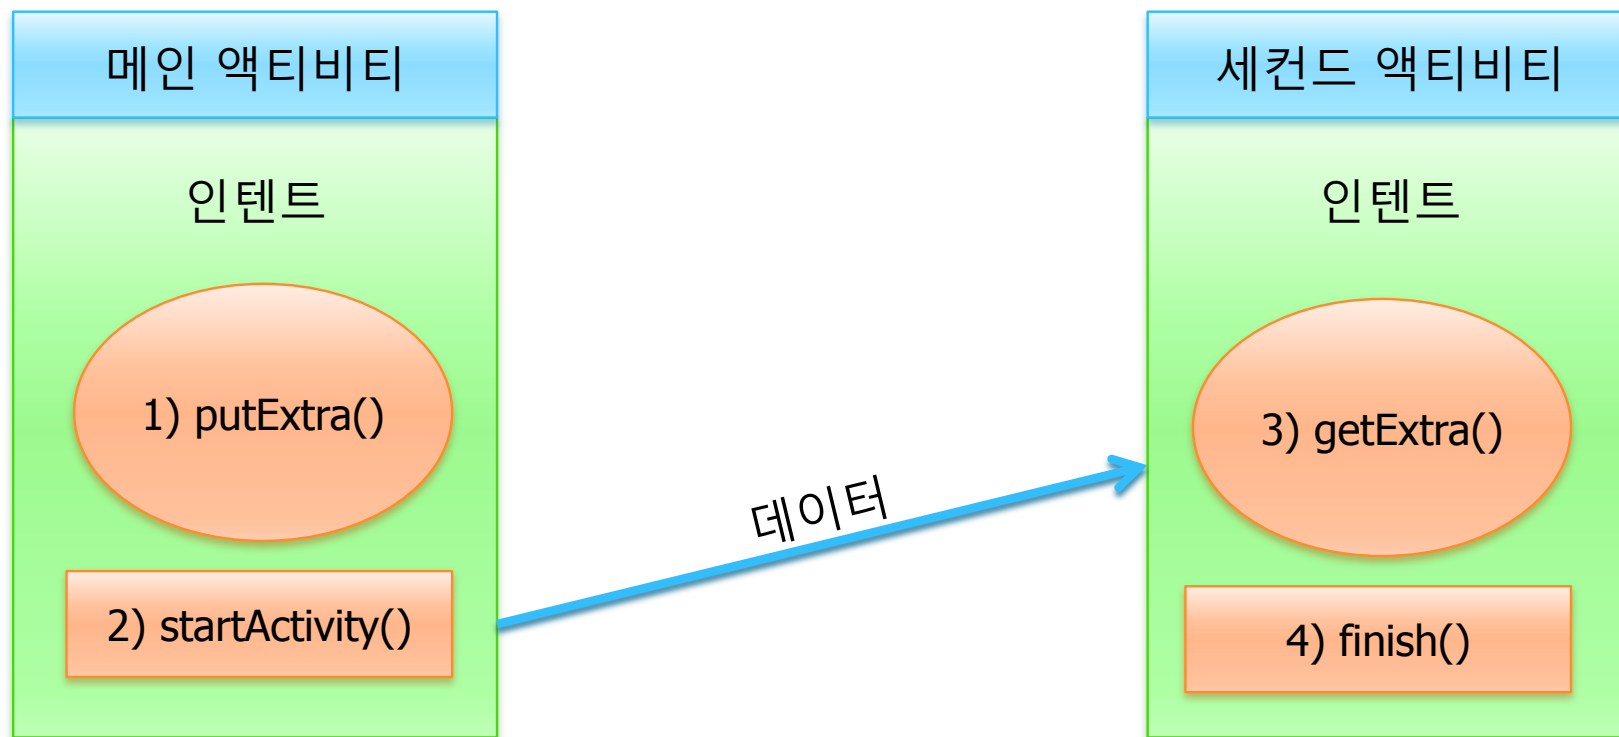 메인 액티비티
인텐트
1) putExtra()
2) startActivity()
데이터
세컨드 액티비티
인텐트
3) getExtra()
4) finish()